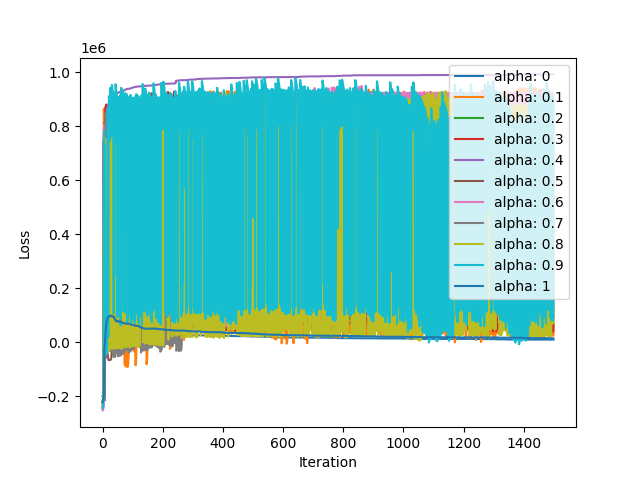 1e6
1.0
0.8
0.6
0.4
0.2
0.0
−0.2
Loss
0
200
400
600
800
1000
1200
1400
Iteration
alpha: 0
alpha: 0.1
alpha: 0.2
alpha: 0.3
alpha: 0.4
alpha: 0.5
alpha: 0.6
alpha: 0.7
alpha: 0.8
alpha: 0.9
alpha: 1